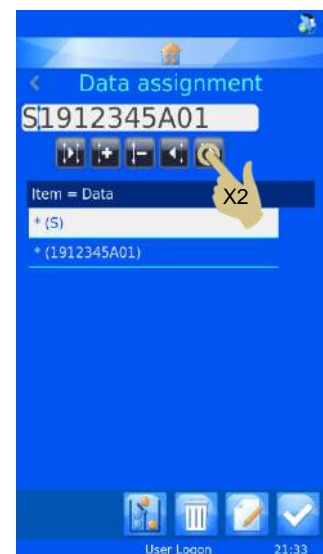 Data assignment
S1912345A01
X2
Item = Data
* (S)
* (1912345A01)
User Logon 21:33